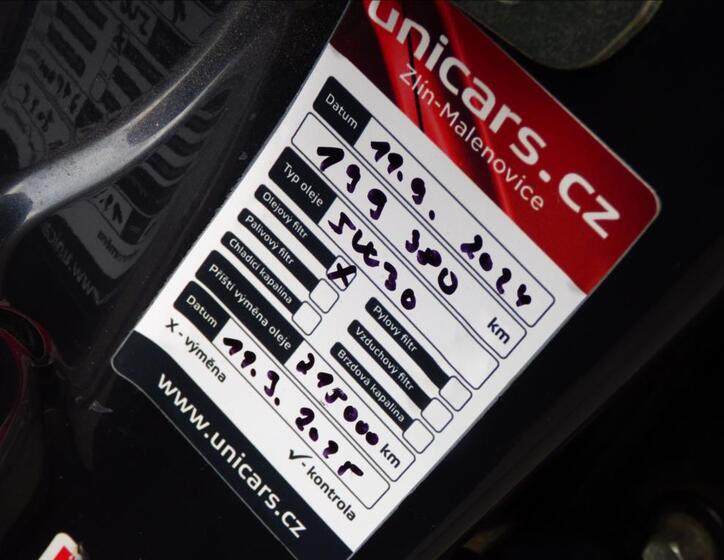 unicars.cz
Zlín-Malenovice
Datum 19.9. 2024
199 380 km
Typ oleje 5W30
Olejový filtr X
Palivový filtr
Chladící kapalina
Pylový filtr
Vzduchový filtr
Brzdová kapalina
Příští výměna oleje 215000 km
Datum 19.9. 2025
X - výměna
✓ - kontrola
www.unicars.cz